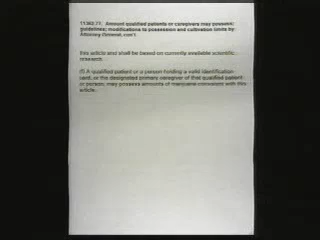 11362.77. Amount qualified patients or caregivers may possess;
guidelines; modifications to possession and cultivation limits by
Attorney General, con't
this article and shall be based on currently available scientific
research.
(f) A qualified patient or a person holding a valid identification
card, or the designated primary caregiver of that qualified patient
or person, may possess amounts of marijuana consistent with this
article.